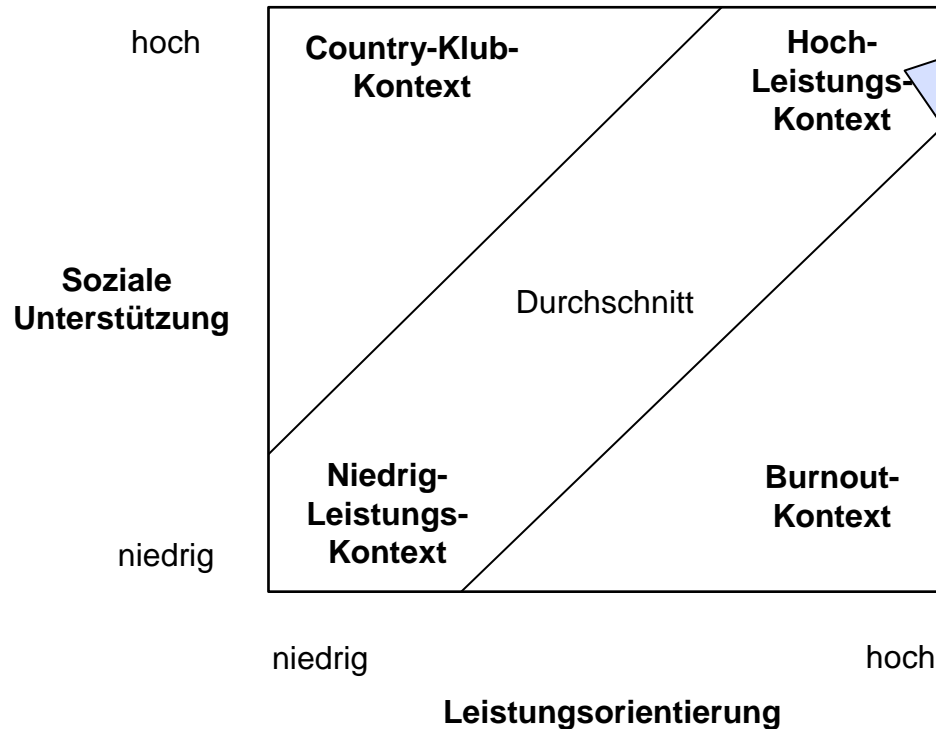 hoch
Country-Klub-
Kontext
Hoch-
Leistungs-
Kontext
Soziale
Unterstützung
Durchschnitt
Niedrig-
Leistungs-
Kontext
Burnout-
Kontext
niedrig
niedrig
hoch
Leistungsorientierung